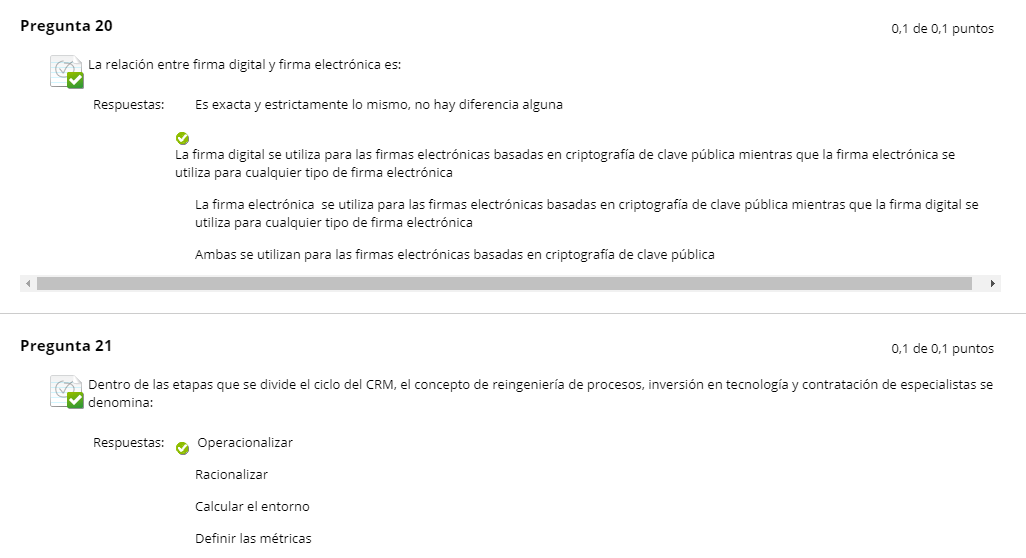 Pregunta 20
0,1 de 0,1 puntos
La relación entre firma digital y firma electrónica es:
Respuestas: Es exacta y estrictamente lo mismo, no hay diferencia alguna
La firma digital se utiliza para las firmas electrónicas basadas en criptografía de clave pública mientras que la firma electrónica se
utiliza para cualquier tipo de firma electrónica
La firma electrónica  se utiliza para las firmas electrónicas basadas en criptografía de clave pública mientras que la firma digital se
utiliza para cualquier tipo de firma electrónica
Ambas se utilizan para las firmas electrónicas basadas en criptografía de clave pública
Pregunta 21
0,1 de 0,1 puntos
Dentro de las etapas que se divide el ciclo del CRM, el concepto de reingeniería de procesos, inversión en tecnología y contratación de especialistas se
denomina:
Respuestas: Operacionalizar
Racionalizar
Calcular el entorno
Definir las métricas